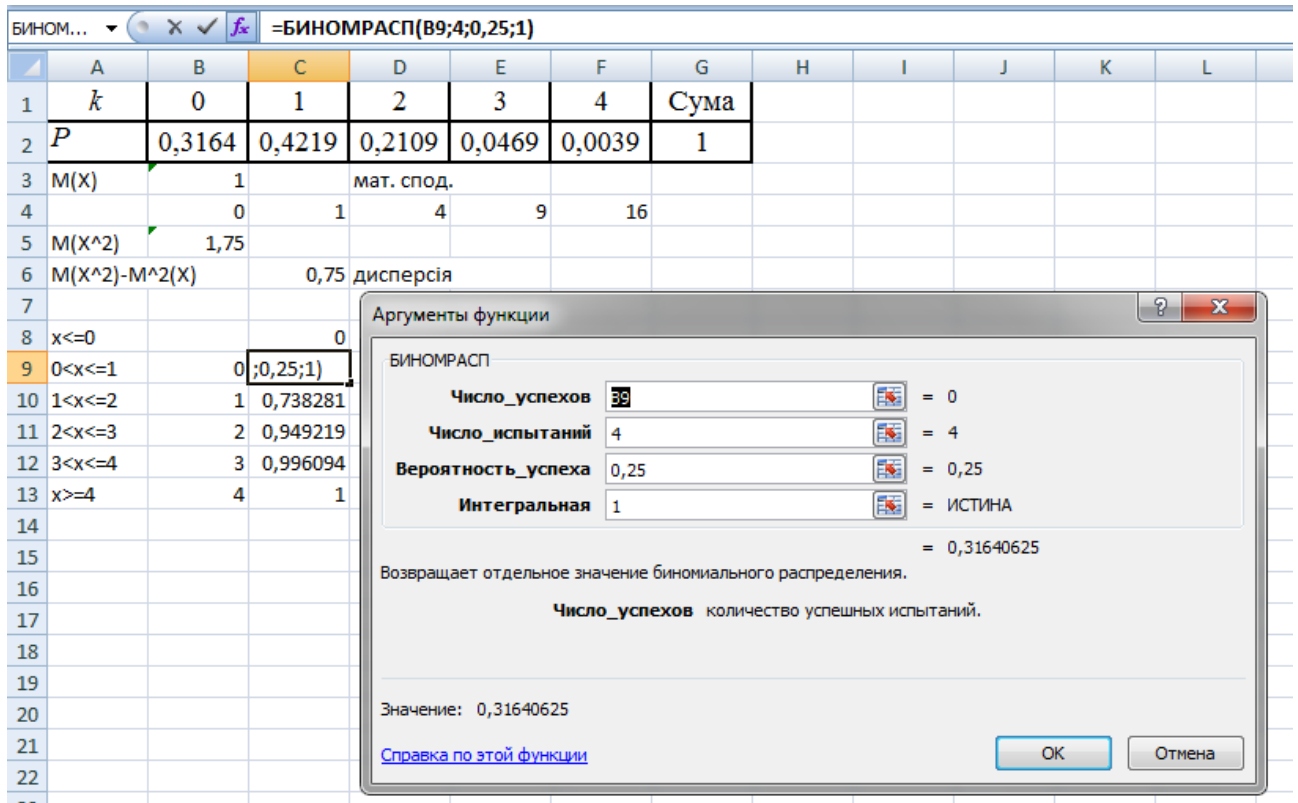 БИНОМ... =БИНОМРАСП(B9;4;0,25;1)
A B C D E F G H I J K L
1 k 0 1 2 3 4 Сума
2 P 0,3164 0,4219 0,2109 0,0469 0,0039 1
3 M(X) 1 мат. спод.
4 0 1 4 9 16
5 M(X^2) 1,75
6 M(X^2)-M^2(X) 0,75 дисперсія
7
8 x<=0 0
9 0<x<=1 0 ;0,25;1)
10 1<x<=2 1 0,738281
11 2<x<=3 2 0,949219
12 3<x<=4 3 0,996094
13 x>=4 4 1
14
15
16
17
18
19
20
21
22
Аргументы функции
БИНОМРАСП
Число_успехов B9 = 0
Число_испытаний 4 = 4
Вероятность_успеха 0,25 = 0,25
Интегральная 1 = ИСТИНА
= 0,31640625
Возвращает отдельное значение биномиального распределения.
Число_успехов количество успешных испытаний.
Значение: 0,31640625
Справка по этой функции
ОК Отмена